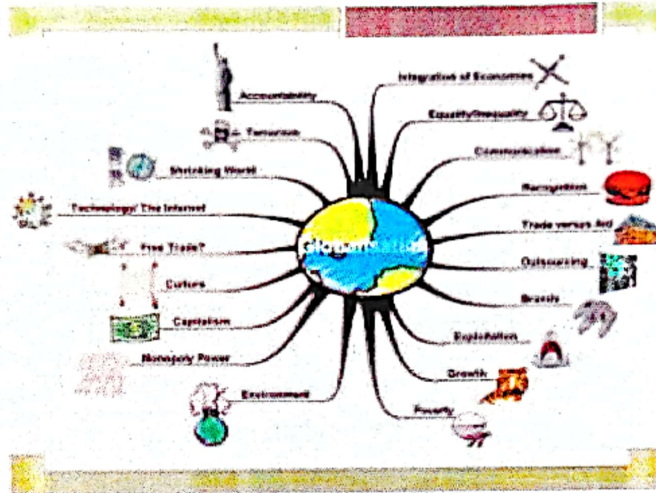 Accountability
Terrorism
Shrinking World
Technology/ The Internet
Free Trade?
Culture
Capitalism
Monopoly Power
Environment
Globalisation
Integration of Economies
Equality/Inequality
Communication
Recognition
Trade versus Aid
Outsourcing
Brands
Exploitation
Growth
Poverty